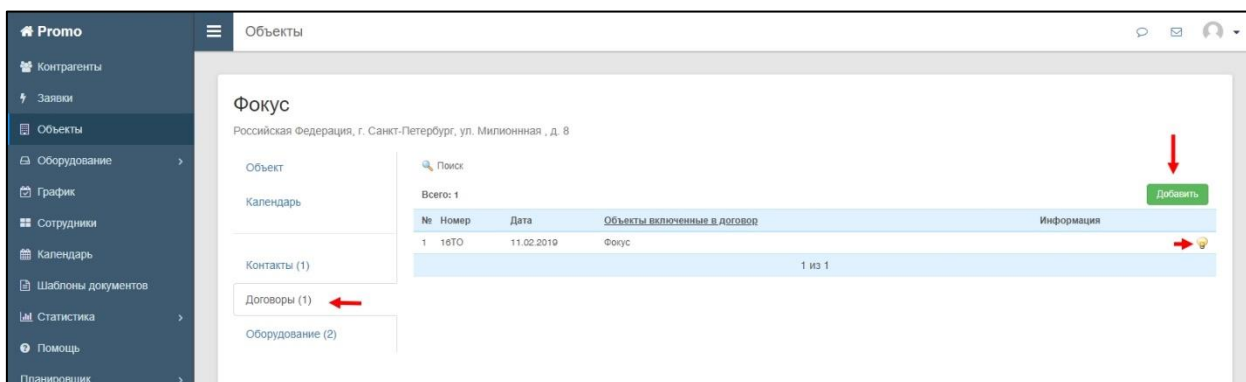 Promo
Объекты
Контрагенты
Заявки
Объекты
Оборудование
График
Сотрудники
Календарь
Шаблоны документов
Статистика
Помощь
Планировщик
Фокус
Российская Федерация, г. Санкт-Петербург, ул. Милионнная , д. 8
Объект
Календарь
Контакты (1)
Договоры (1)
Оборудование (2)
Поиск
Всего: 1
Добавить
№ Номер Дата Объекты включенные в договор Информация
1 16ТО 11.02.2019 Фокус
1 из 1